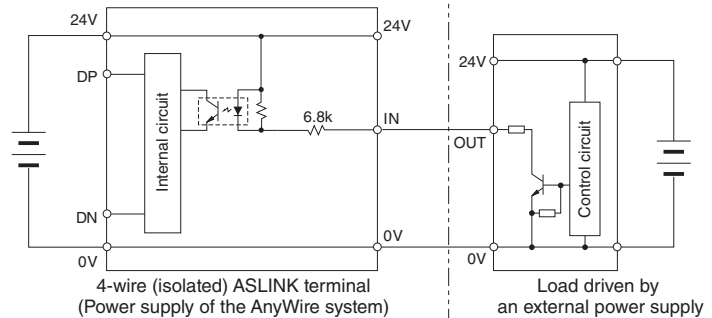 24V
24V
DP
Internal circuit
6.8k
IN
DN
0V
0V
24V
OUT
Control circuit
0V
4-wire (isolated) ASLINK terminal
(Power supply of the AnyWire system)
Load driven by
an external power supply